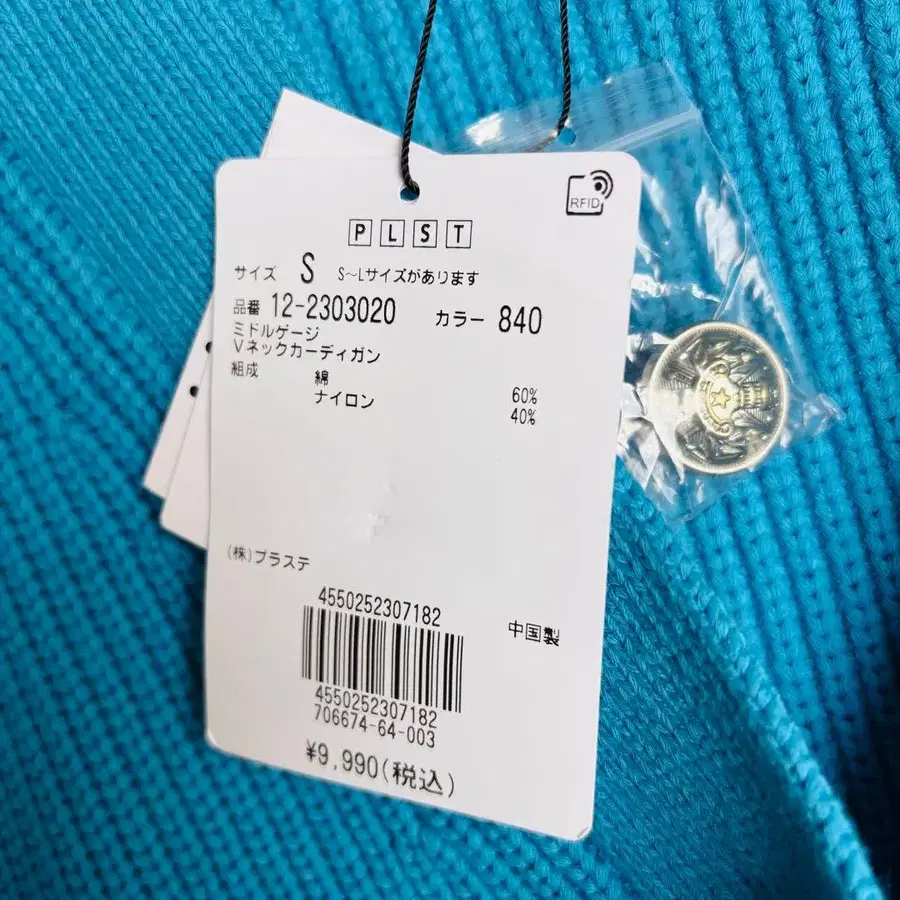 RFID
PLST
サイズ S S~Lサイズがあります
品番 12-2303020 カラー 840
ミドルゲージ
Vネックカーディガン
組成 綿 60%
ナイロン 40%
(株)プラステ
4550252307182
中国製
4550252307182
706674-64-003
¥9,990(税込)